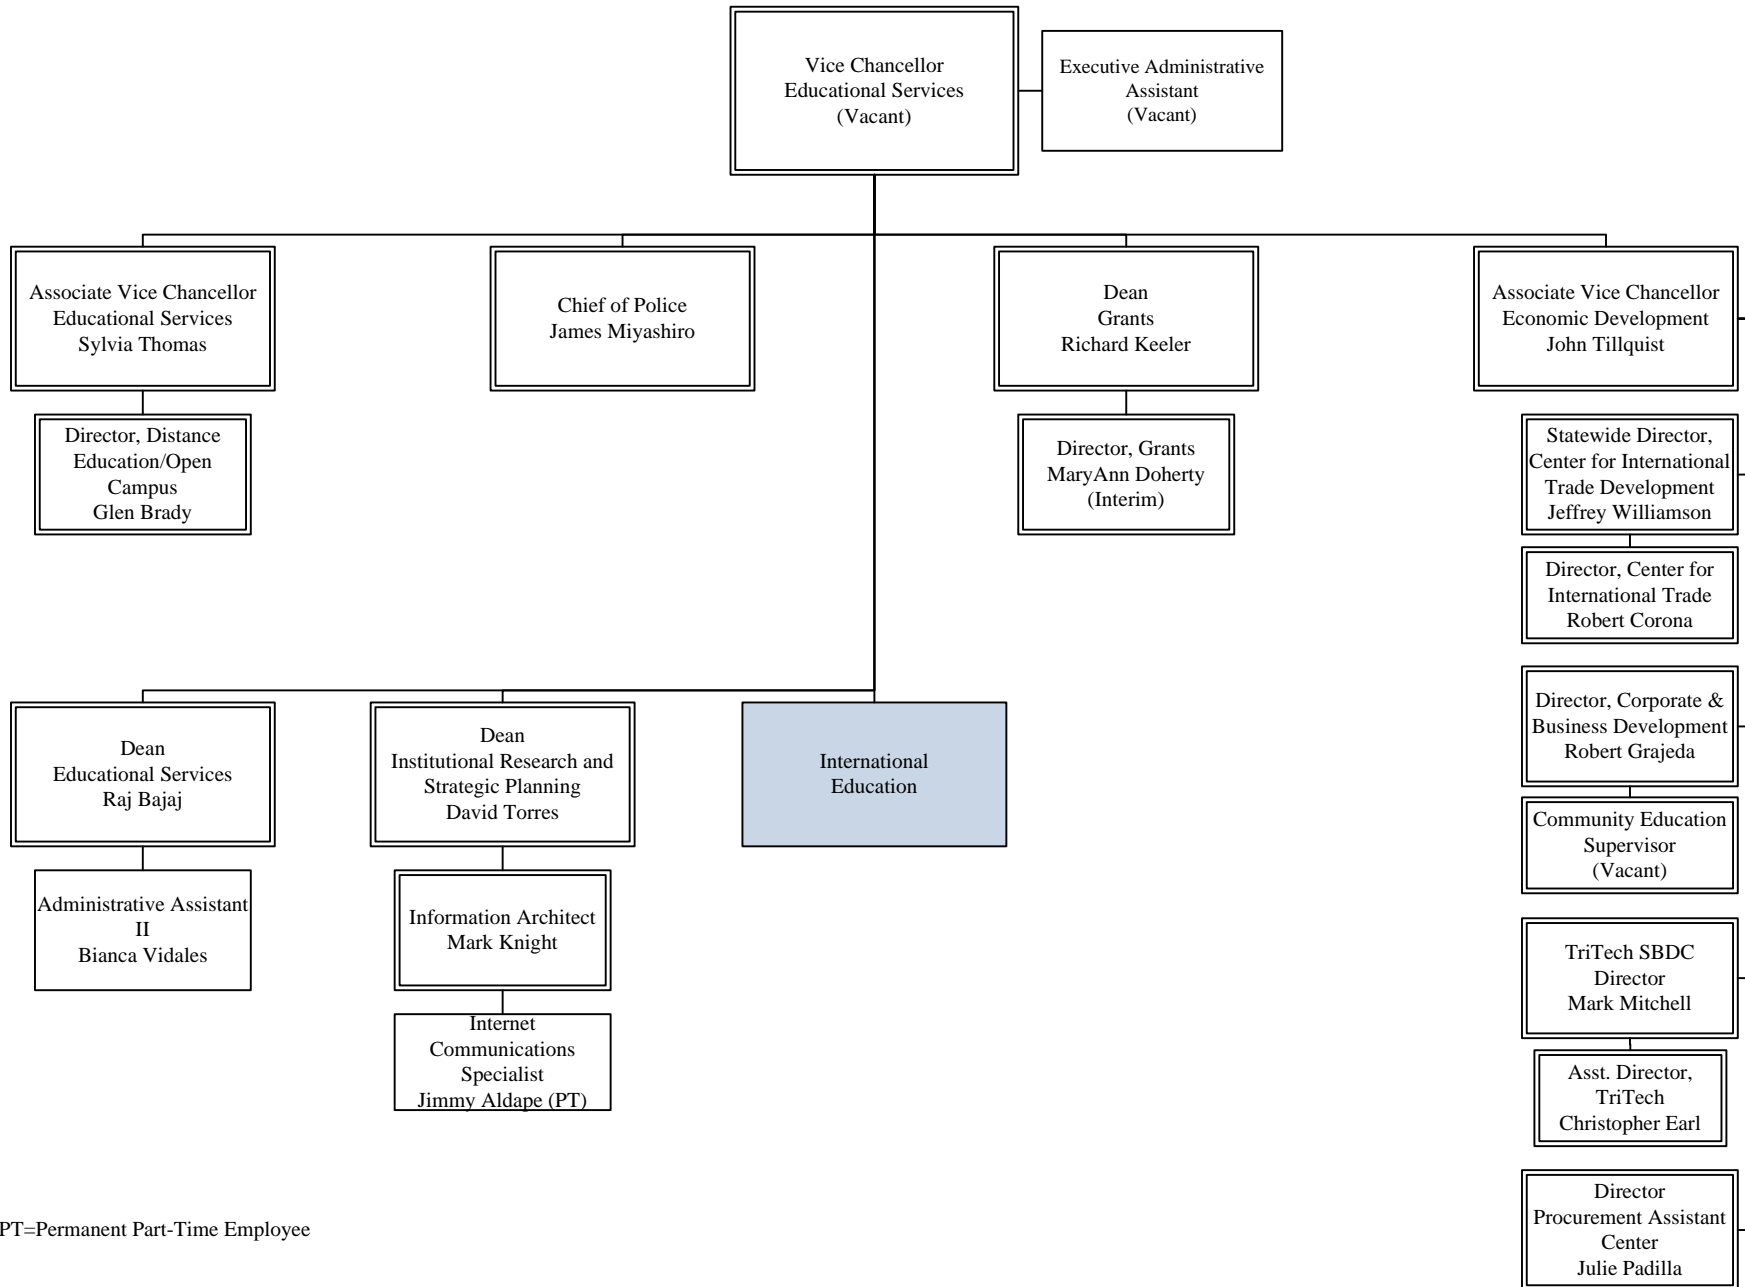 Vice Chancellor
Educational Services
(Vacant)
Executive Administrative
Assistant
(Vacant)
Associate Vice Chancellor
Educational Services
Sylvia Thomas
Chief of Police
James Miyashiro
Dean
Grants
Richard Keeler
Associate Vice Chancellor
Economic Development
John Tillquist
Director, Distance
Education/Open
Campus
Glen Brady
Director, Grants
MaryAnn Doherty
(Interim)
Statewide Director,
Center for International
Trade Development
Jeffrey Williamson
Director, Center for
International Trade
Robert Corona
Director, Corporate &
Business Development
Robert Grajeda
Community Education
Supervisor
(Vacant)
Dean
Educational Services
Raj Bajaj
Dean
Institutional Research and
Strategic Planning
David Torres
International
Education
Administrative Assistant
II
Bianca Vidales
Information Architect
Mark Knight
Internet
Communications
Specialist
Jimmy Aldape (PT)
TriTech SBDC
Director
Mark Mitchell
Asst. Director,
TriTech
Christopher Earl
Director
Procurement Assistant
Center
Julie Padilla
PT=Permanent Part-Time Employee